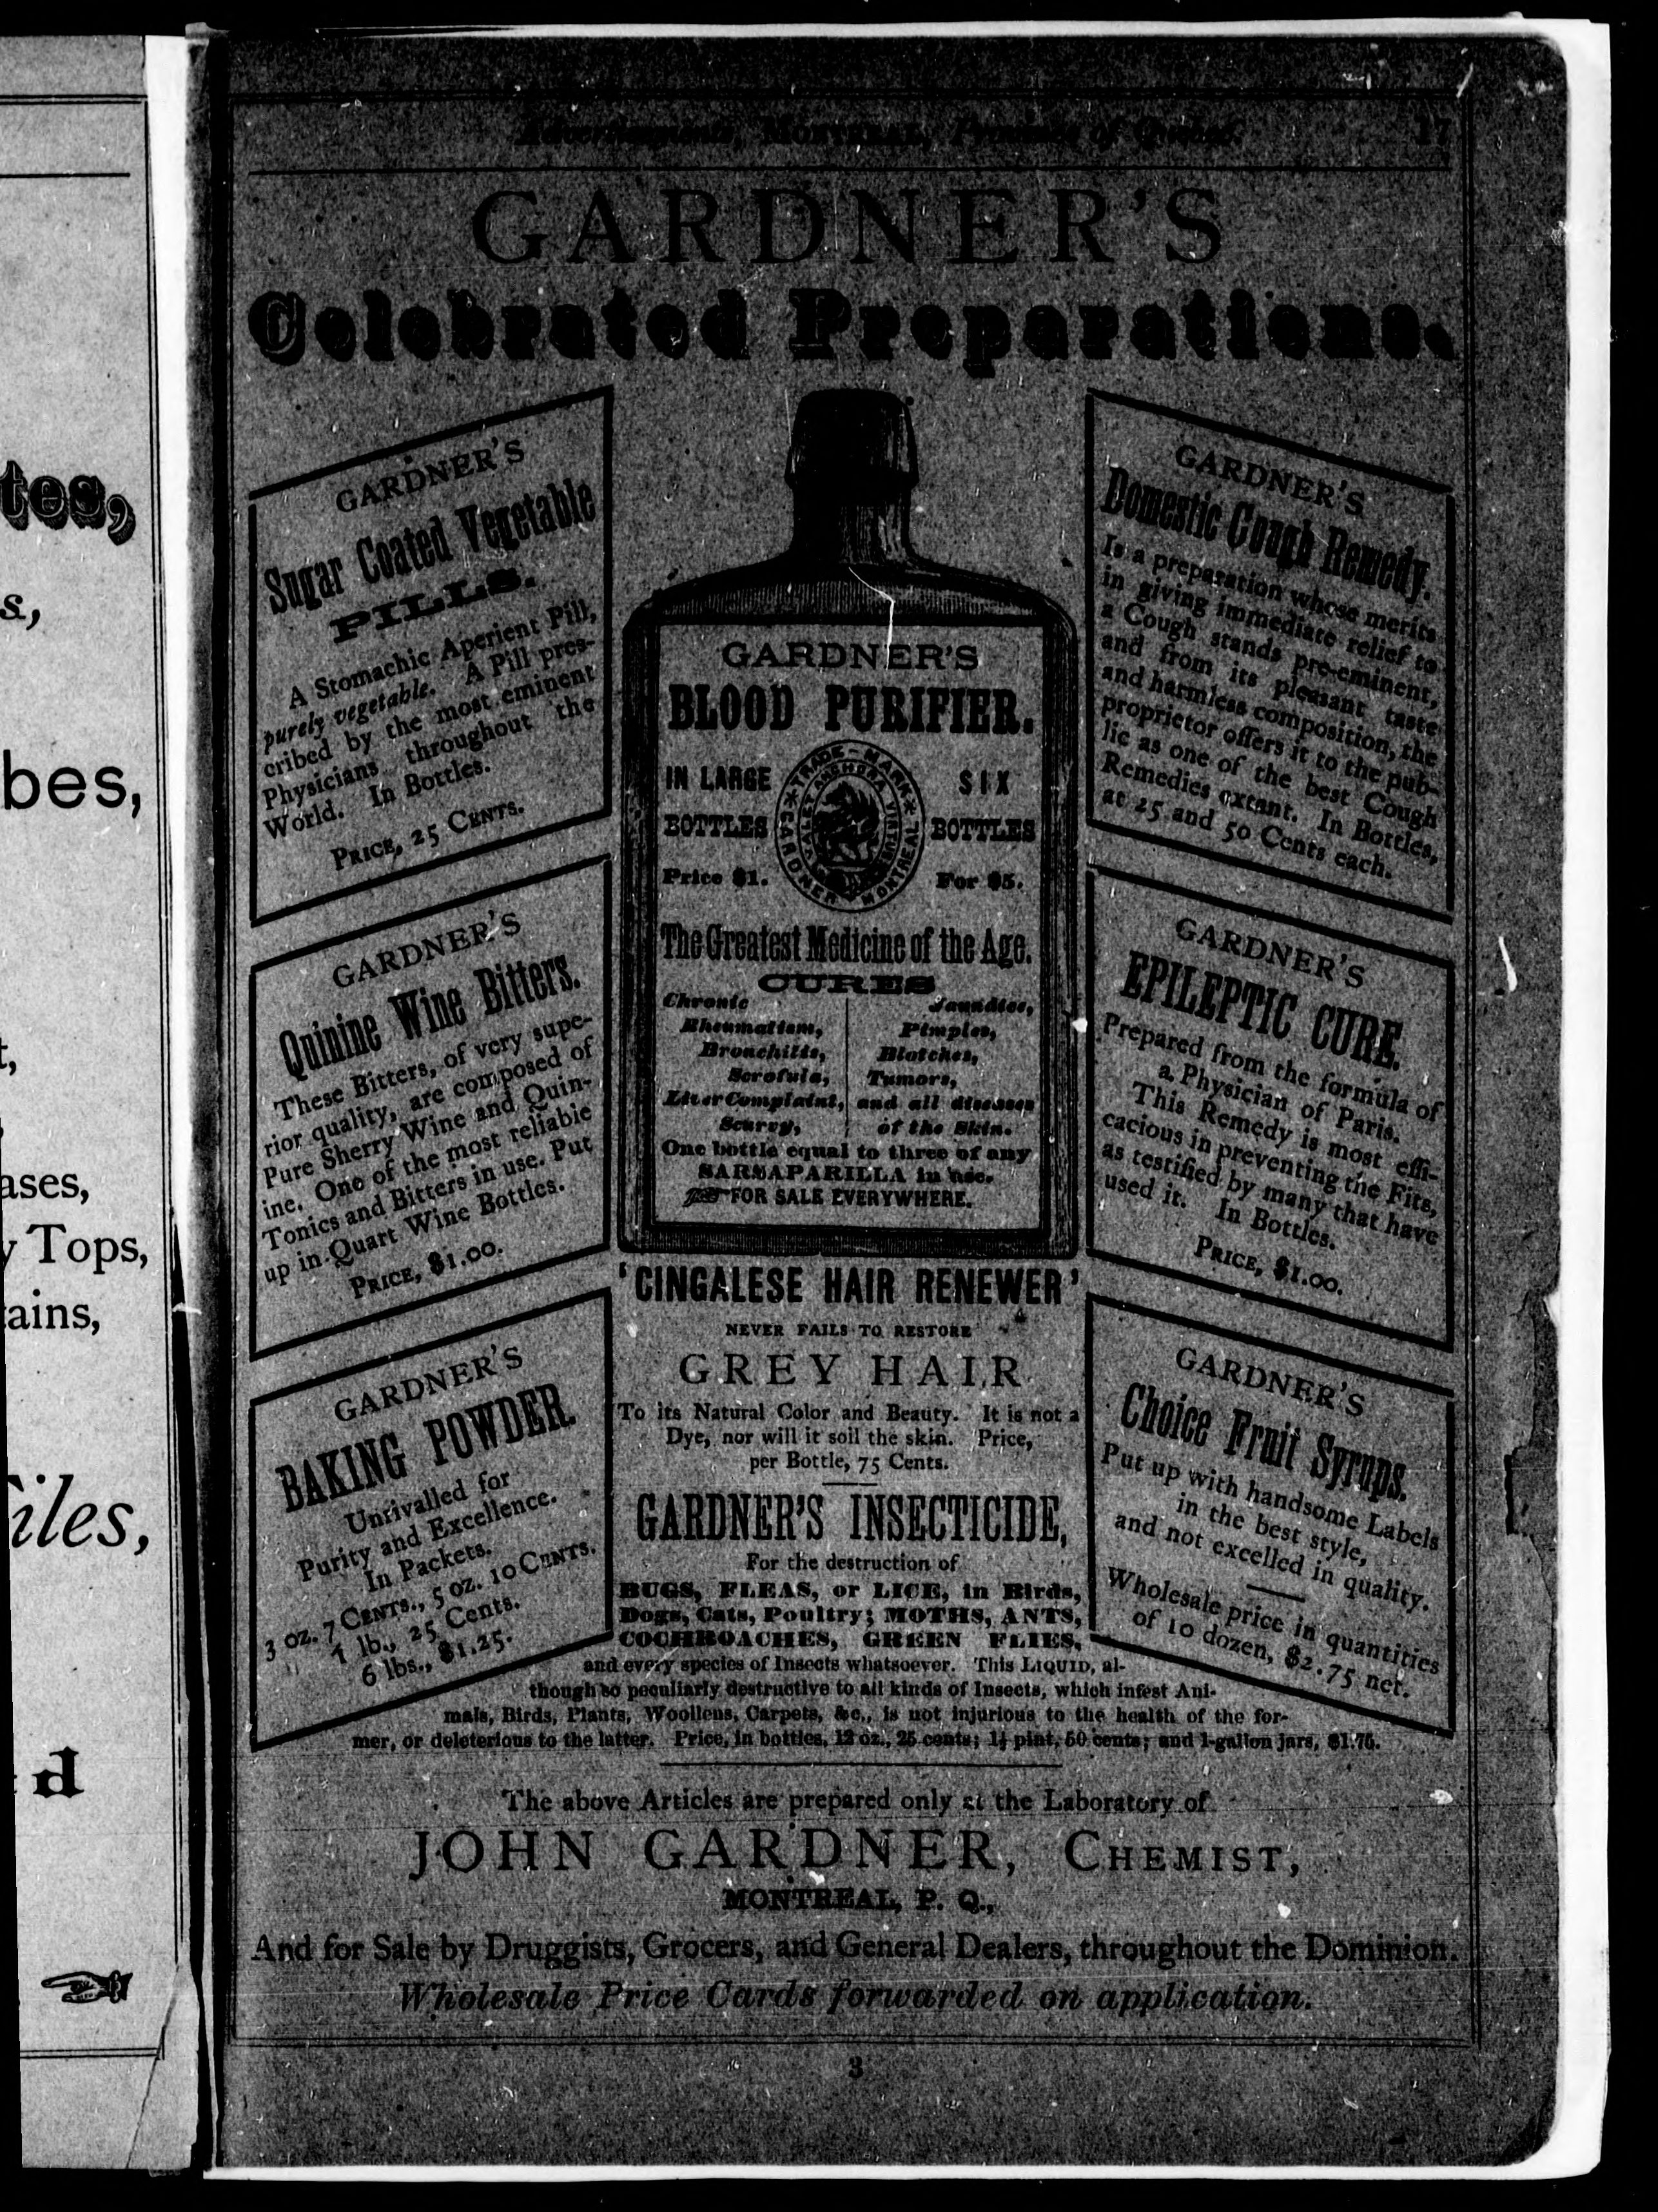 tes,
s,
bes,
t,
ases,
y Tops,
tains,
iles,
d
Advertisements, MONTREAL, Province of Quebec. 17
GARDNER'S
Celebrated Preparations.
GARDNER'S
Sugar Coated Vegetable
PILLS.
A Stomachic Aperient Pill,
purely vegetable. A Pill pres-
cribed by the most eminent
Physicians throughout the
World. In Bottles.
PRICE, 25 CENTS.
GARDNER'S
Quinine Wine Bitters.
These Bitters, of very supe-
rior quality, are composed of
Pure Sherry Wine and Quin-
ine. One of the most reliable
Tonics and Bitters in use. Put
up in Quart Wine Bottles.
PRICE, $1.00.
GARDNER'S
BAKING POWDER.
Unrivalled for
Purity and Excellence.
In Packets.
3 oz. 7 CENTS., 5 oz. 10 CENTS.
1 lb., 25 Cents.
6 lbs., $1.25.
GARDNER'S
BLOOD PURIFIER.
IN LARGE SIX
TRADE-MARK
GARDNER MONTREAL
BOTTLES BOTTLES
Price $1. For $5.
The Greatest Medicine of the Age.
CURES
Chronic Jaundice,
Rheumatism, Pimples,
Bronchitis, Blotches,
Scrofula, Tumors,
Liver Complaint, and all diseases
Scurvy, of the Skin.
One bottle equal to three of any
SARSAPARILLA in use.
FOR SALE EVERYWHERE.
'CINGALESE HAIR RENEWER'
NEVER FAILS TO RESTORE
GREY HAIR
To its Natural Color and Beauty. It is not a
Dye, nor will it soil the skin. Price,
per Bottle, 75 Cents.
GARDNER'S INSECTICIDE,
For the destruction of
BUGS, FLEAS, or LICE, in Birds,
Dogs, Cats, Poultry; MOTHS, ANTS,
COCHROACHES, GREEN FLIES,
and every species of Insects whatsoever. This LIQUID, al-
though so peculiarly destructive to all kinds of Insects, which infest Ani-
mals, Birds, Plants, Woollens, Carpets, &c., is not injurious to the health of the for-
mer, or deleterious to the latter. Price, in bottles, 12 oz., 25 cents; 1½ pint, 50 cents; and 1-gallon jars, $1.75.
GARDNER'S
Domestic Cough Remedy.
Is a preparation whose merits
in giving immediate relief to
a Cough stands pre-eminent,
and from its pleasant taste
and harmless composition, the
proprietor offers it to the pub-
lic as one of the best Cough
Remedies extant. In Bottles,
at 25 and 50 Cents each.
GARDNER'S
EPILEPTIC CURE.
Prepared from the formula of
a Physician of Paris.
This Remedy is most effi-
cacious in preventing the Fits,
as testified by many that have
used it. In Bottles.
PRICE, $1.00.
GARDNER'S
Choice Fruit Syrups.
Put up with handsome Labels
in the best style,
and not excelled in quality.
Wholesale price in quantities
of 10 dozen, $2.75 net.
The above Articles are prepared only at the Laboratory of
JOHN GARDNER, CHEMIST,
MONTREAL, P. Q.,
And for Sale by Druggists, Grocers, and General Dealers, throughout the Dominion.
Wholesale Price Cards forwarded on application.
3